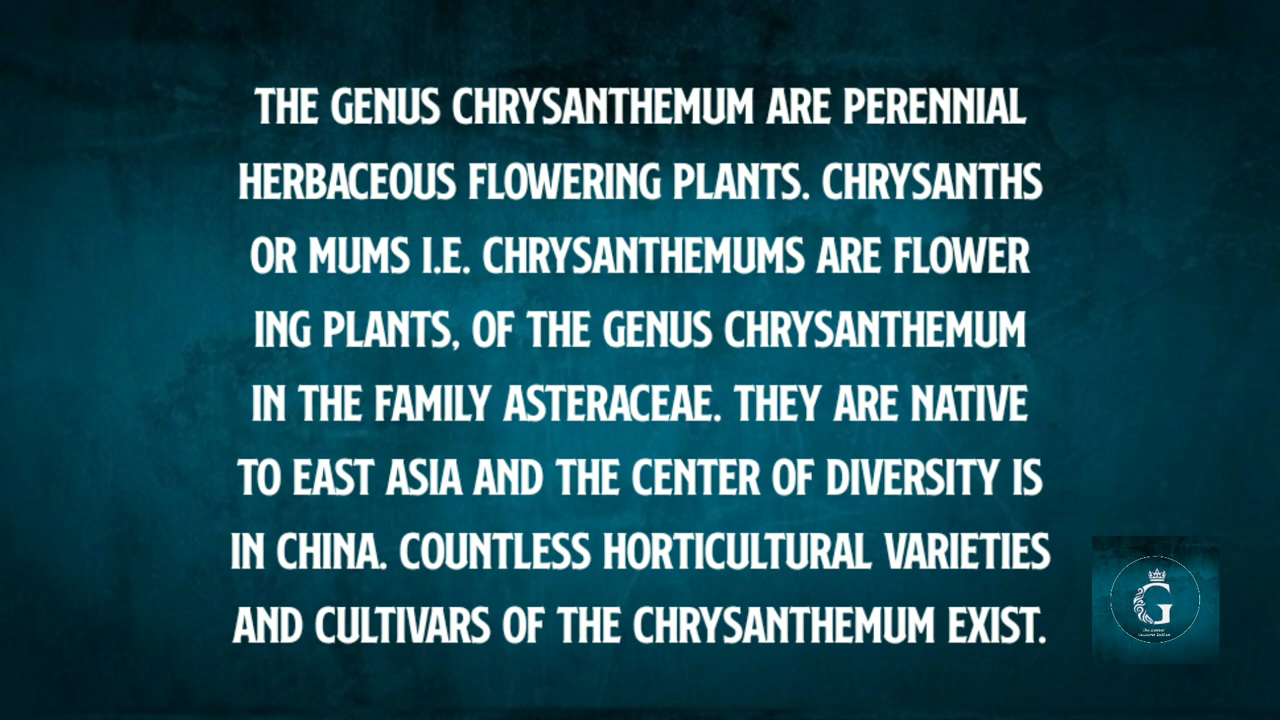 THE GENUS CHRYSANTHEMUM ARE PERENNIAL
HERBACEOUS FLOWERING PLANTS. CHRYSANTHS
OR MUMS I.E. CHRYSANTHEMUMS ARE FLOWER
ING PLANTS, OF THE GENUS CHRYSANTHEMUM
IN THE FAMILY ASTERACEAE. THEY ARE NATIVE
TO EAST ASIA AND THE CENTER OF DIVERSITY IS
IN CHINA. COUNTLESS HORTICULTURAL VARIETIES
AND CULTIVARS OF THE CHRYSANTHEMUM EXIST.
G